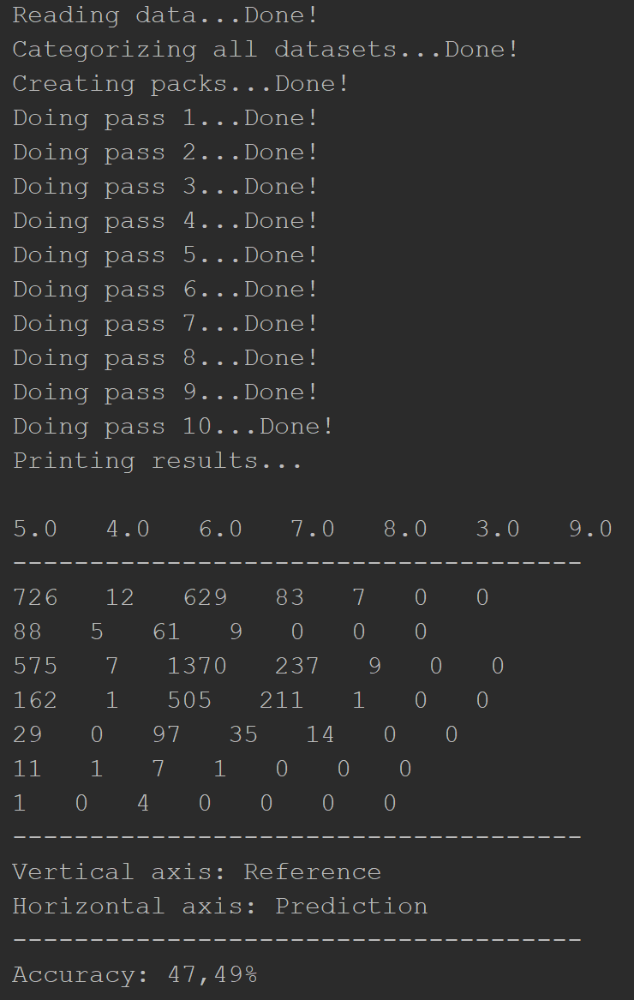 Reading data...Done!
Categorizing all datasets...Done!
Creating packs...Done!
Doing pass 1...Done!
Doing pass 2...Done!
Doing pass 3...Done!
Doing pass 4...Done!
Doing pass 5...Done!
Doing pass 6...Done!
Doing pass 7...Done!
Doing pass 8...Done!
Doing pass 9...Done!
Doing pass 10...Done!
Printing results...

5.0   4.0   6.0   7.0   8.0   3.0   9.0
-------------------------------------
726   12   629   83   7   0   0
88   5   61   9   0   0   0
575   7   1370   237   9   0   0
162   1   505   211   1   0   0
29   0   97   35   14   0   0
11   1   7   1   0   0   0
1   0   4   0   0   0   0
-------------------------------------
Vertical axis: Reference
Horizontal axis: Prediction
-------------------------------------
Accuracy: 47,49%